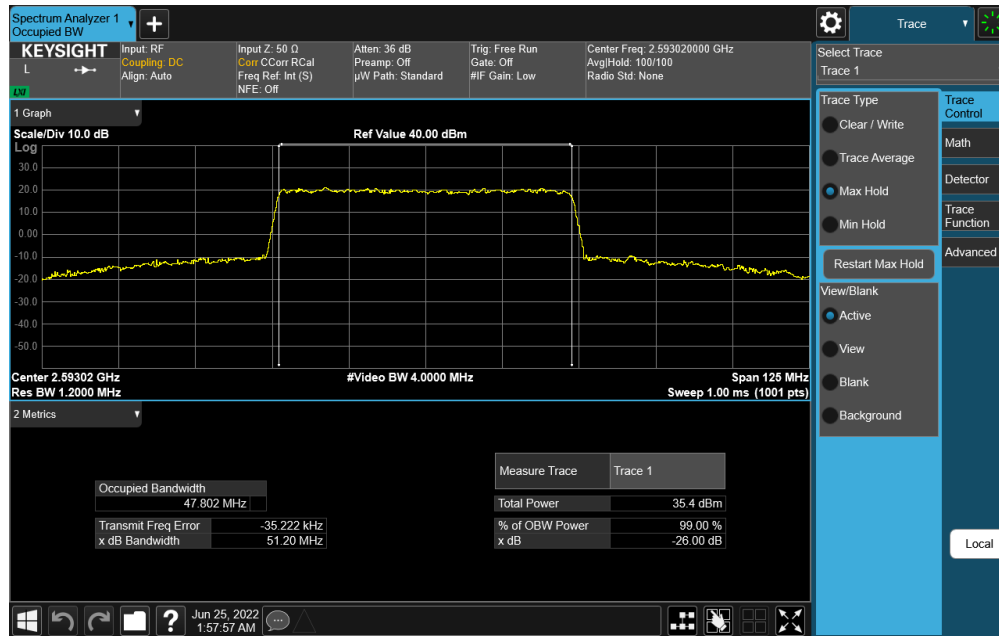 Spectrum Analyzer 1
Occupied BW
Trace
KEYSIGHT
L
LXI
Input: RF
Coupling: DC
Align: Auto
Input Z: 50 Ω
Corr CCorr RCal
Freq Ref: Int (S)
NFE: Off
Atten: 36 dB
Preamp: Off
µW Path: Standard
Trig: Free Run
Gate: Off
#IF Gain: Low
Center Freq: 2.593020000 GHz
Avg|Hold: 100/100
Radio Std: None
Select Trace
Trace 1
1 Graph
Scale/Div 10.0 dB
Ref Value 40.00 dBm
Log
30.0
20.0
10.0
0.00
-10.0
-20.0
-30.0
-40.0
-50.0
Center 2.59302 GHz
#Video BW 4.0000 MHz
Span 125 MHz
Res BW 1.2000 MHz
Sweep 1.00 ms (1001 pts)
Trace Type
Clear / Write
Trace Average
Max Hold
Min Hold
Restart Max Hold
View/Blank
Active
View
Blank
Background
Trace
Control
Math
Detector
Trace
Function
Advanced
Local
2 Metrics
Occupied Bandwidth
47.802 MHz
Transmit Freq Error -35.222 kHz
x dB Bandwidth 51.20 MHz
Measure Trace Trace 1
Total Power 35.4 dBm
% of OBW Power 99.00 %
x dB -26.00 dB
?
Jun 25, 2022
1:57:57 AM